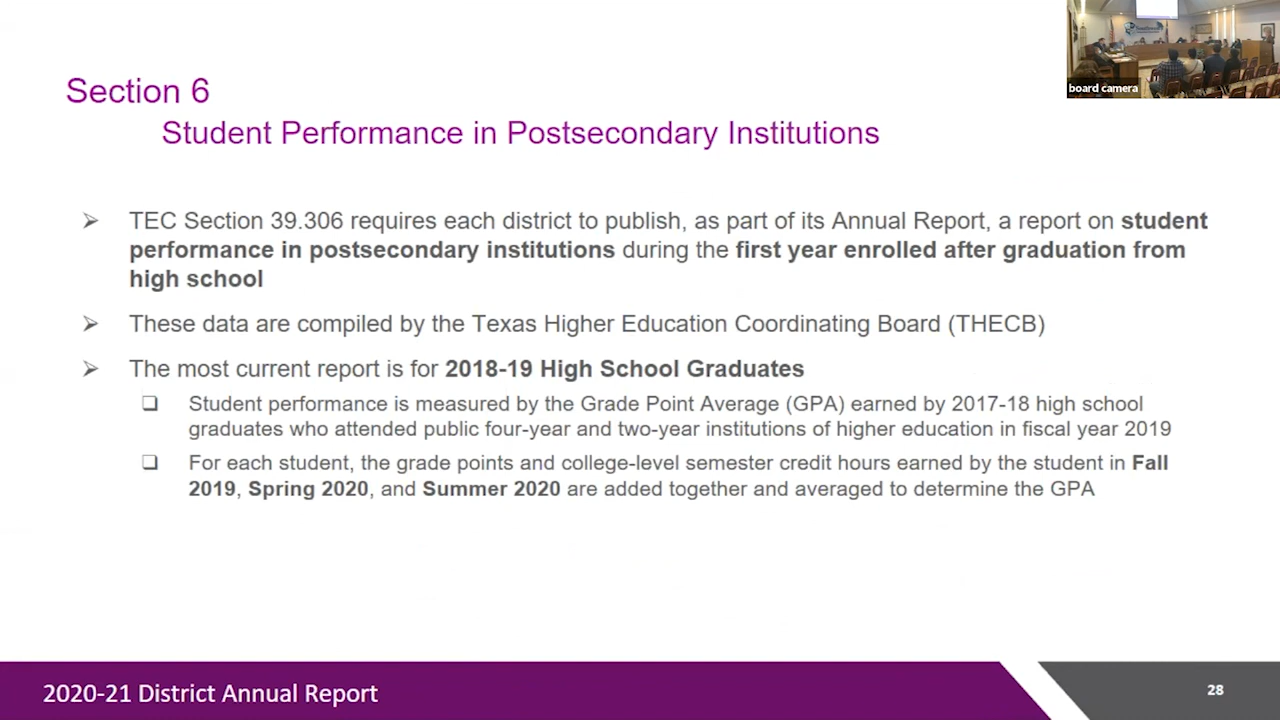 board camera
Section 6
Student Performance in Postsecondary Institutions
TEC Section 39.306 requires each district to publish, as part of its Annual Report, a report on student
performance in postsecondary institutions during the first year enrolled after graduation from
high school
These data are compiled by the Texas Higher Education Coordinating Board (THECB)
The most current report is for 2018-19 High School Graduates
Student performance is measured by the Grade Point Average (GPA) earned by 2017-18 high school
graduates who attended public four-year and two-year institutions of higher education in fiscal year 2019
For each student, the grade points and college-level semester credit hours earned by the student in Fall
2019, Spring 2020, and Summer 2020 are added together and averaged to determine the GPA
2020-21 District Annual Report
28